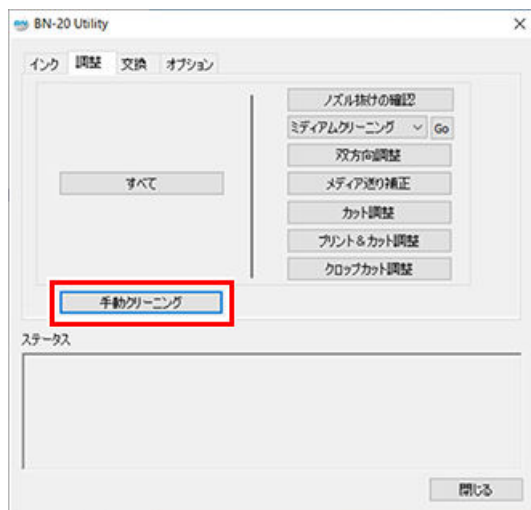 BN-20 Utility
インク 調整 交換 オプション
ノズル抜けの確認
ミディアムクリーニング Go
双方向調整
すべて
メディア送り補正
カット調整
プリント&カット調整
クロップカット調整
手動クリーニング
ステータス
閉じる